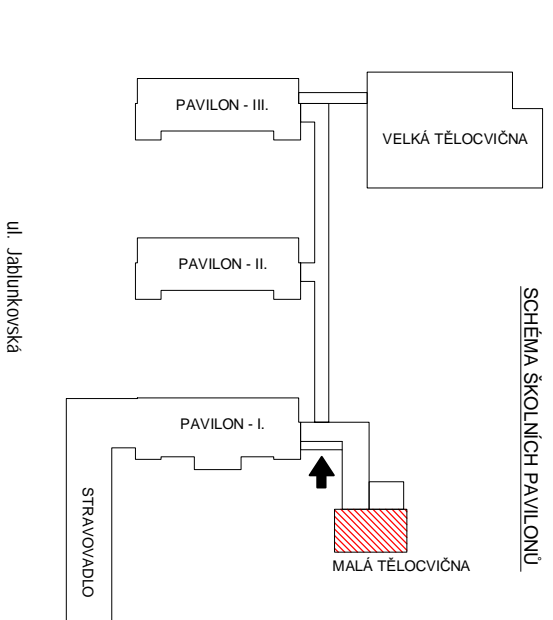 PAVILON - III.
VELKÁ TĚLOCVIČNA
PAVILON - II.
ul. Jablunkovská
SCHÉMA ŠKOLNÍCH PAVILONŮ
PAVILON - I.
STRAVOVADLO
MALÁ TĚLOCVIČNA